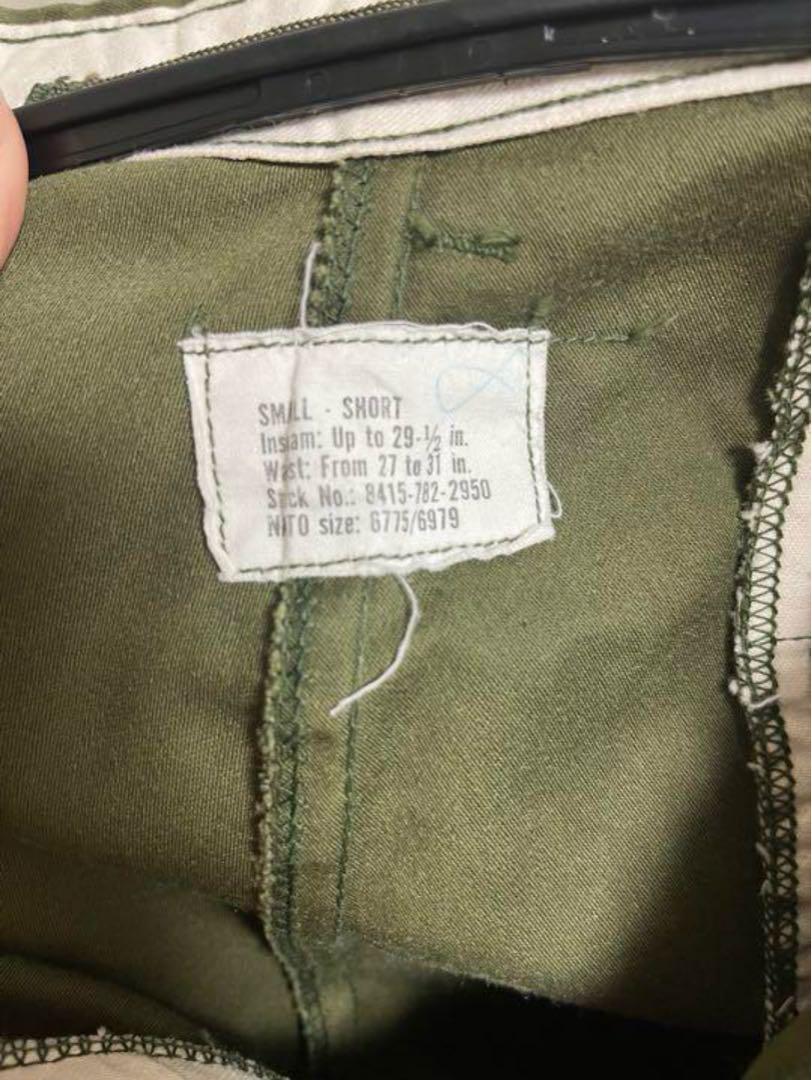 SMALL - SHORT
Inseam: Up to 29-½ in.
Waist: From 27 to 31 in.
Stock No.: 8415-782-2950
NATO size: 6775/6979